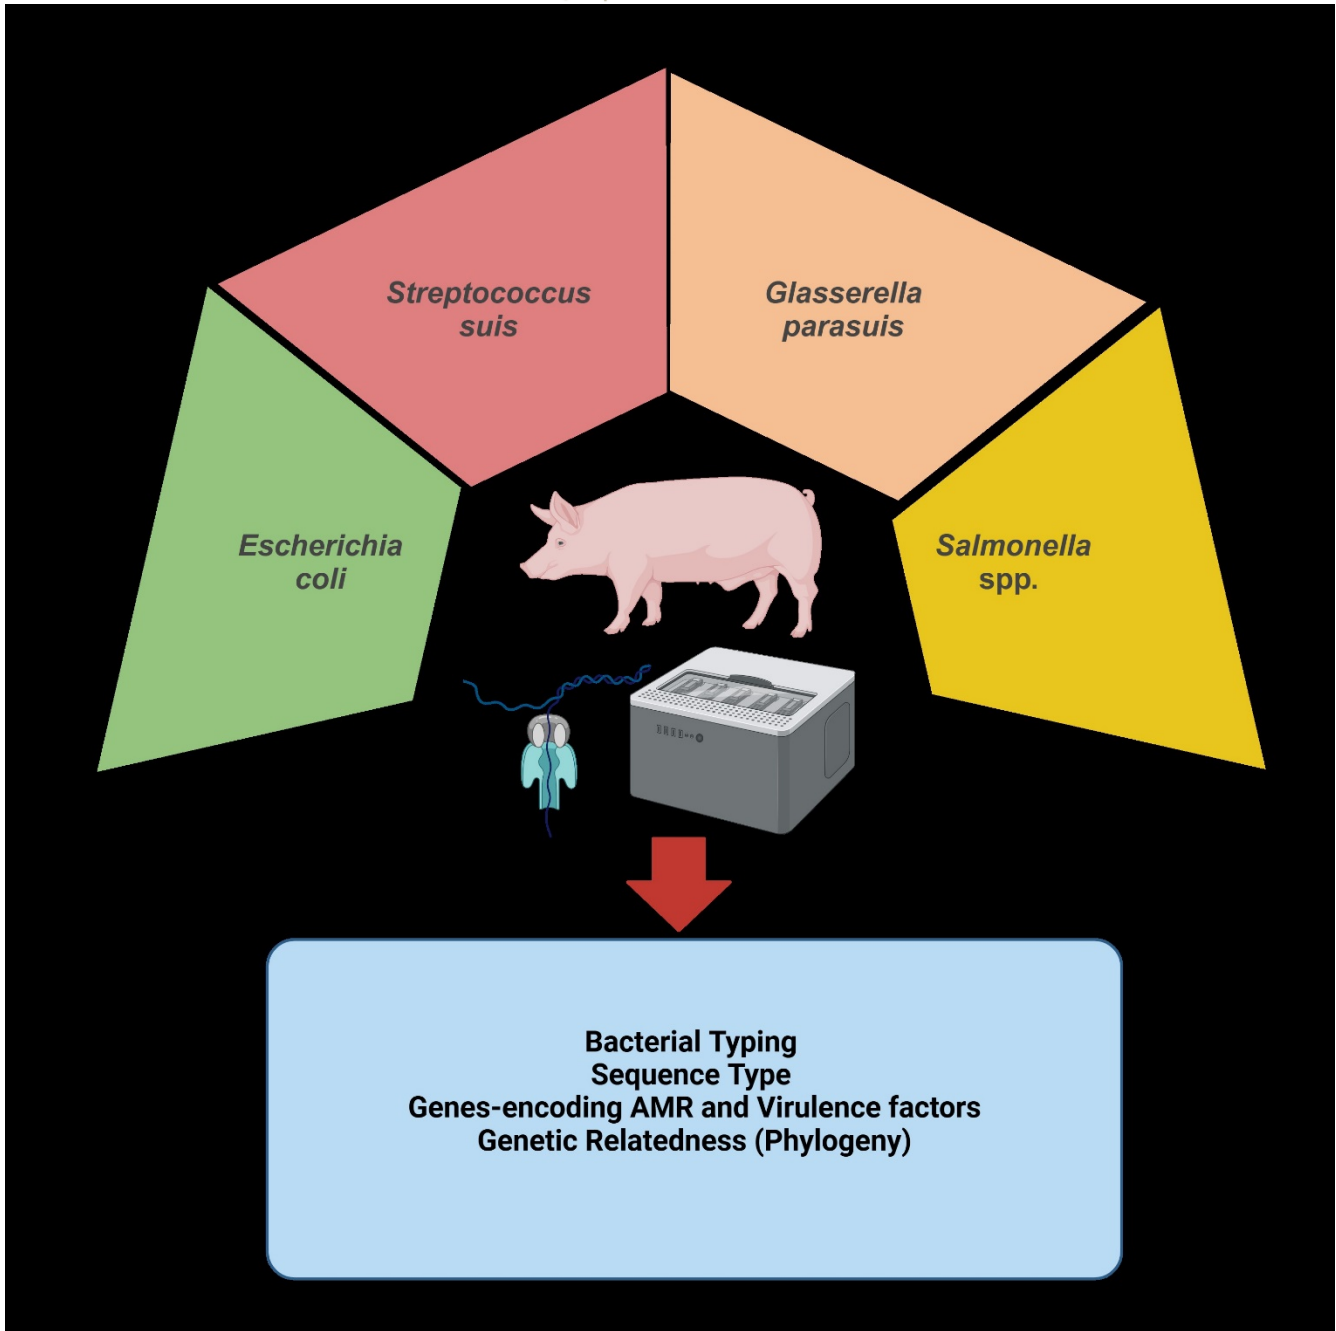 Streptococcus
suis
Glasserella
parasuis
Escherichia
coli
Salmonella
spp.
Bacterial Typing
Sequence Type
Genes-encoding AMR and Virulence factors
Genetic Relatedness (Phylogeny)